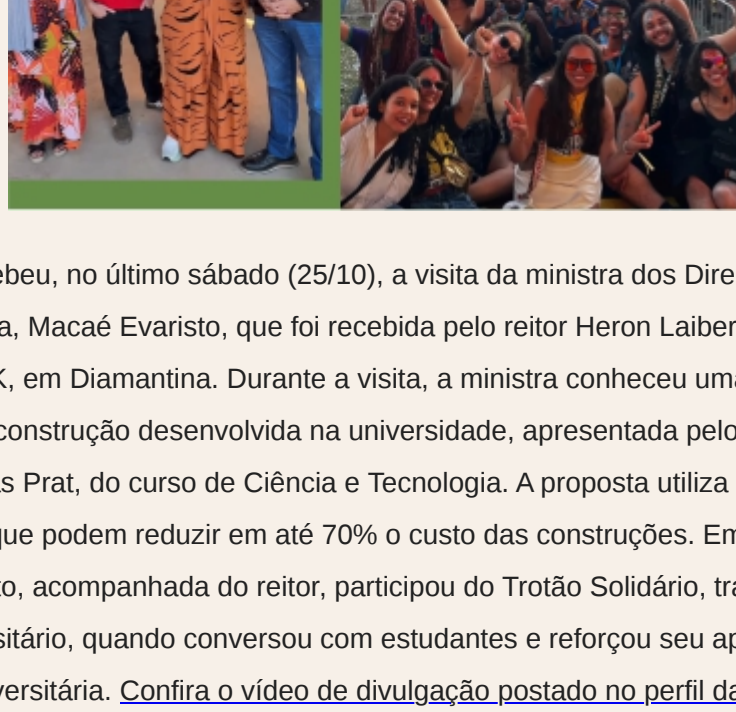 ebeu, no último sábado (25/10), a visita da ministra dos Dire
a, Macaé Evaristo, que foi recebida pelo reitor Heron Laiber
K, em Diamantina. Durante a visita, a ministra conheceu uma
construção desenvolvida na universidade, apresentada pelo
as Prat, do curso de Ciência e Tecnologia. A proposta utiliza
que podem reduzir em até 70% o custo das construções. Em
to, acompanhada do reitor, participou do Trotão Solidário, tra
sitário, quando conversou com estudantes e reforçou seu ap
versitária. Confira o vídeo de divulgação postado no perfil da